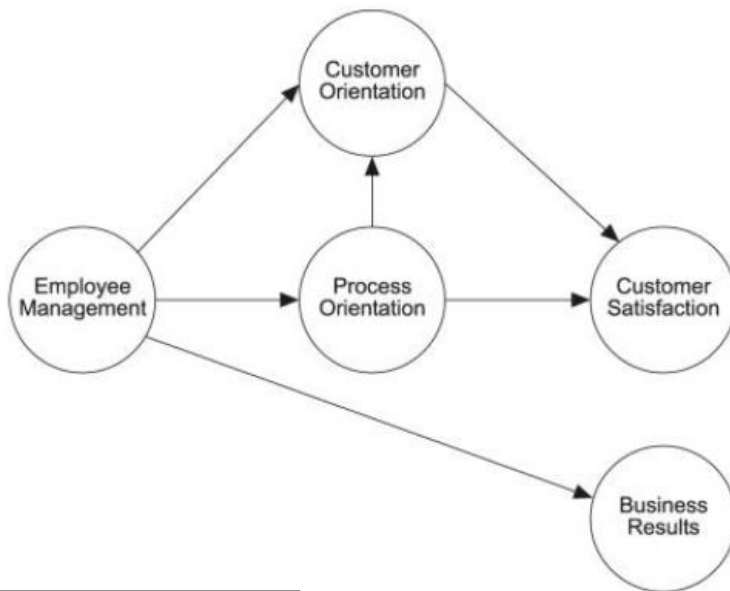 Customer
Orientation
Employee
Management
Process
Orientation
Customer
Satisfaction
Business
Results